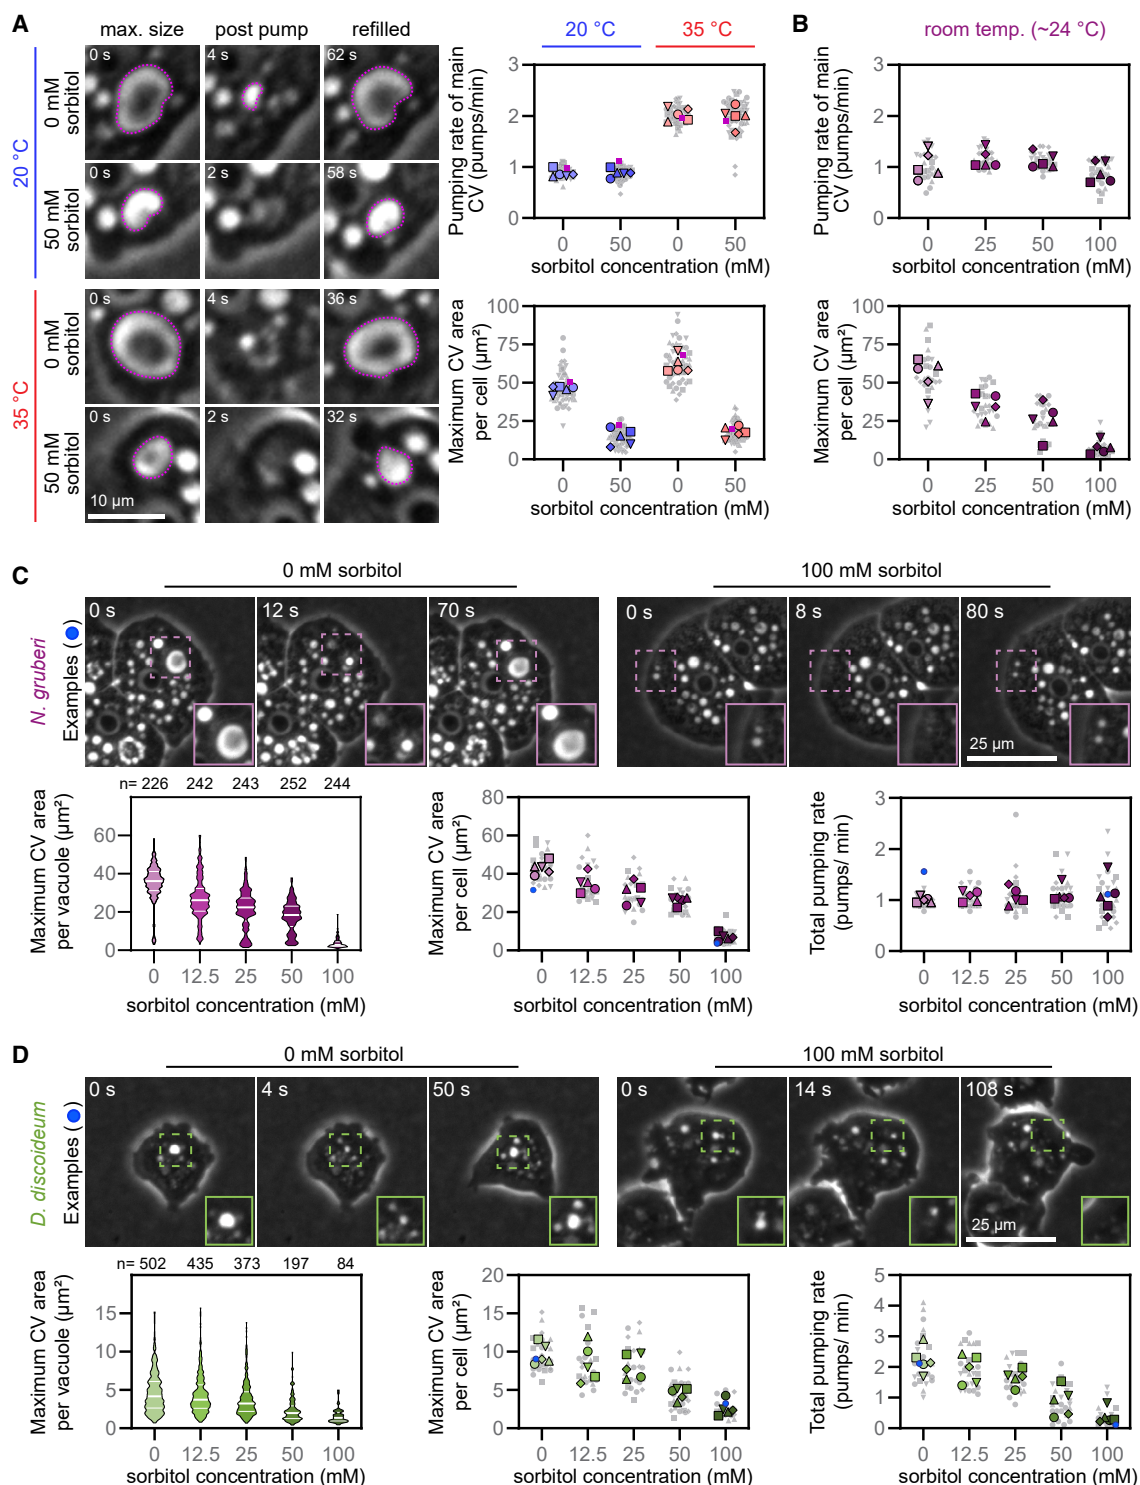 A
max. size
post pump
refilled
20 °C
0 mM
sorbitol
0 s
4 s
62 s
50 mM
sorbitol
0 s
2 s
58 s
35 °C
0 mM
sorbitol
0 s
4 s
36 s
50 mM
sorbitol
0 s
2 s
32 s
10 µm
20 °C
35 °C
Pumping rate of main
CV (pumps/min)
3
2
1
0
0
50
0
50
sorbitol concentration (mM)
Maximum CV area
per cell (µm²)
100
75
50
25
0
0
50
0
50
sorbitol concentration (mM)
B
room temp. (~24 °C)
Pumping rate of main
CV (pumps/min)
3
2
1
0
0
25
50
100
sorbitol concentration (mM)
Maximum CV area
per cell (µm²)
100
75
50
25
0
0
25
50
100
sorbitol concentration (mM)
C
0 mM sorbitol
100 mM sorbitol
N. gruberi
Examples ( )
0 s
12 s
70 s
0 s
8 s
80 s
25 µm
n= 226
242
243
252
244
Maximum CV area
per vacuole (µm²)
60
40
20
0
0
12.5
25
50
100
sorbitol concentration (mM)
Maximum CV area
per cell (µm²)
80
60
40
20
0
0
12.5
25
50
100
sorbitol concentration (mM)
Total pumping rate
(pumps/ min)
3
2
1
0
0
12.5
25
50
100
sorbitol concentration (mM)
D
0 mM sorbitol
100 mM sorbitol
D. discoideum
Examples ( )
0 s
4 s
50 s
0 s
14 s
108 s
25 µm
n= 502
435
373
197
84
Maximum CV area
per vacuole (µm²)
15
10
5
0
0
12.5
25
50
100
sorbitol concentration (mM)
Maximum CV area
per cell (µm²)
20
15
10
5
0
0
12.5
25
50
100
sorbitol concentration (mM)
Total pumping rate
(pumps/ min)
5
4
3
2
1
0
0
12.5
25
50
100
sorbitol concentration (mM)